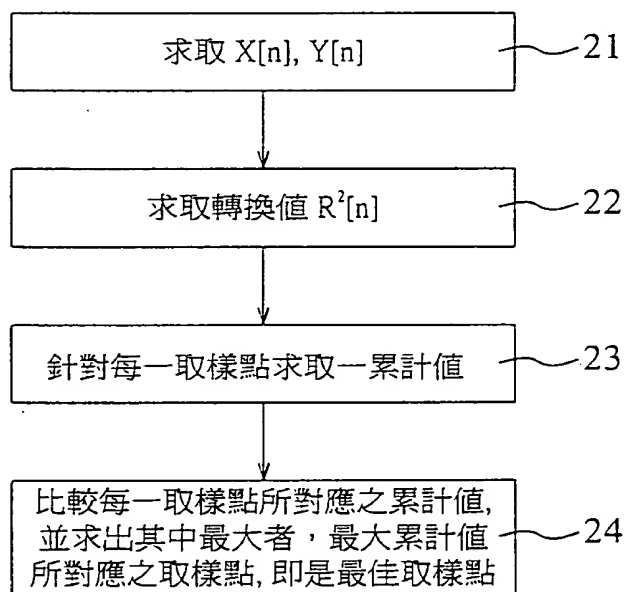 求取 X[n], Y[n]
21
求取轉換值 R²[n]
22
針對每一取樣點求取一累計值
23
比較每一取樣點所對應之累計值,
並求出其中最大者，最大累計值
所對應之取樣點, 即是最佳取樣點
24